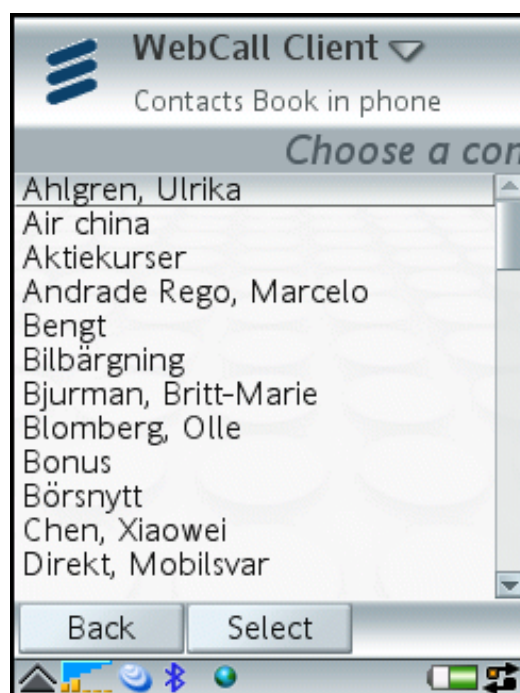 WebCall Client
Contacts Book in phone
Choose a con
Ahlgren, Ulrika
Air china
Aktiekurser
Andrade Rego, Marcelo
Bengt
Bilbärgning
Bjurman, Britt-Marie
Blomberg, Olle
Bonus
Börsnytt
Chen, Xiaowei
Direkt, Mobilsvar
Back Select